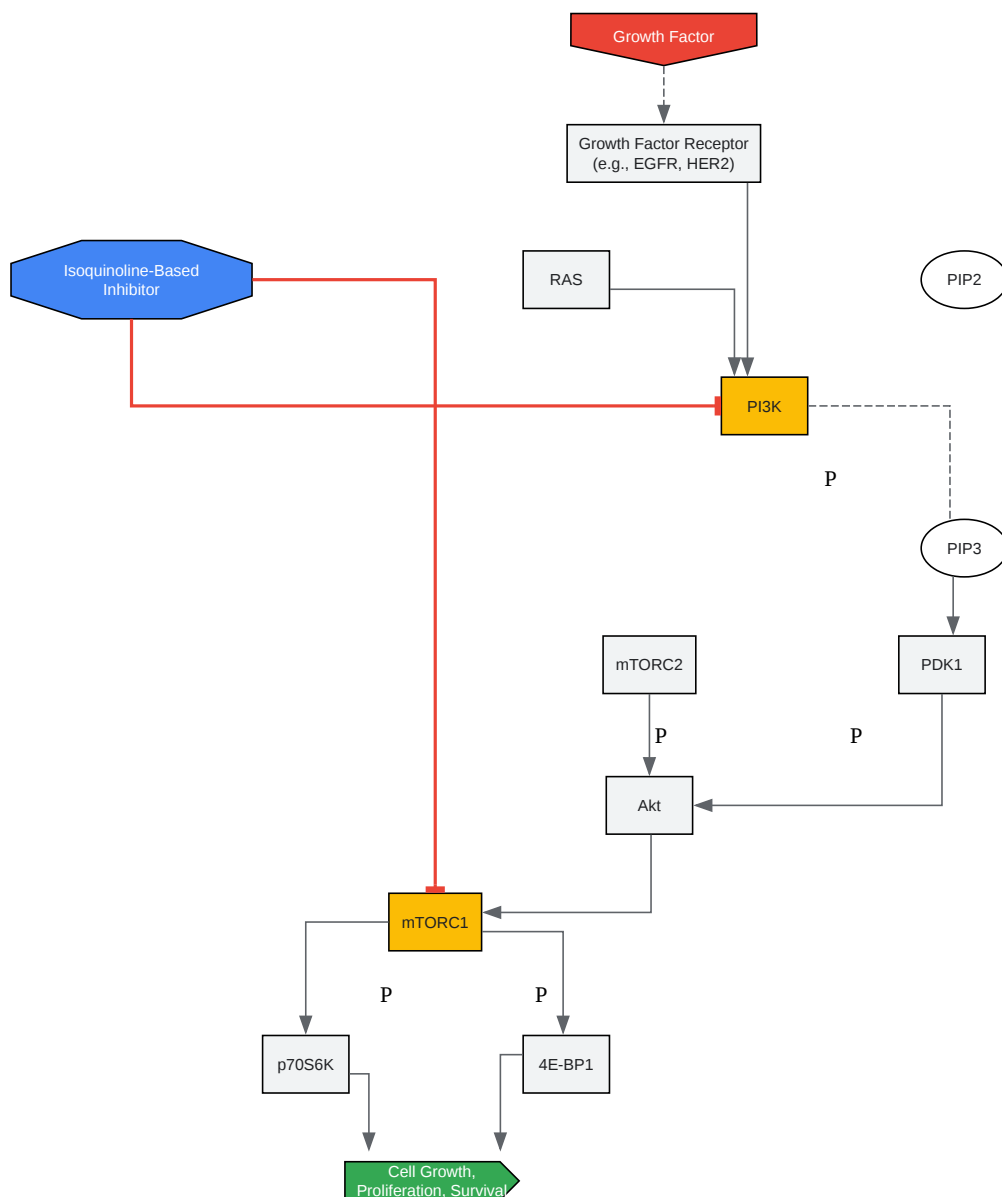 Growth Factor
Growth Factor Receptor
(e.g., EGFR, HER2)
Isoquinoline-Based
Inhibitor
RAS
PIP2
PI3K
P
PIP3
mTORC2
PDK1
P
P
Akt
mTORC1
P
P
p70S6K
4E-BP1
Cell Growth,
Proliferation, Survival